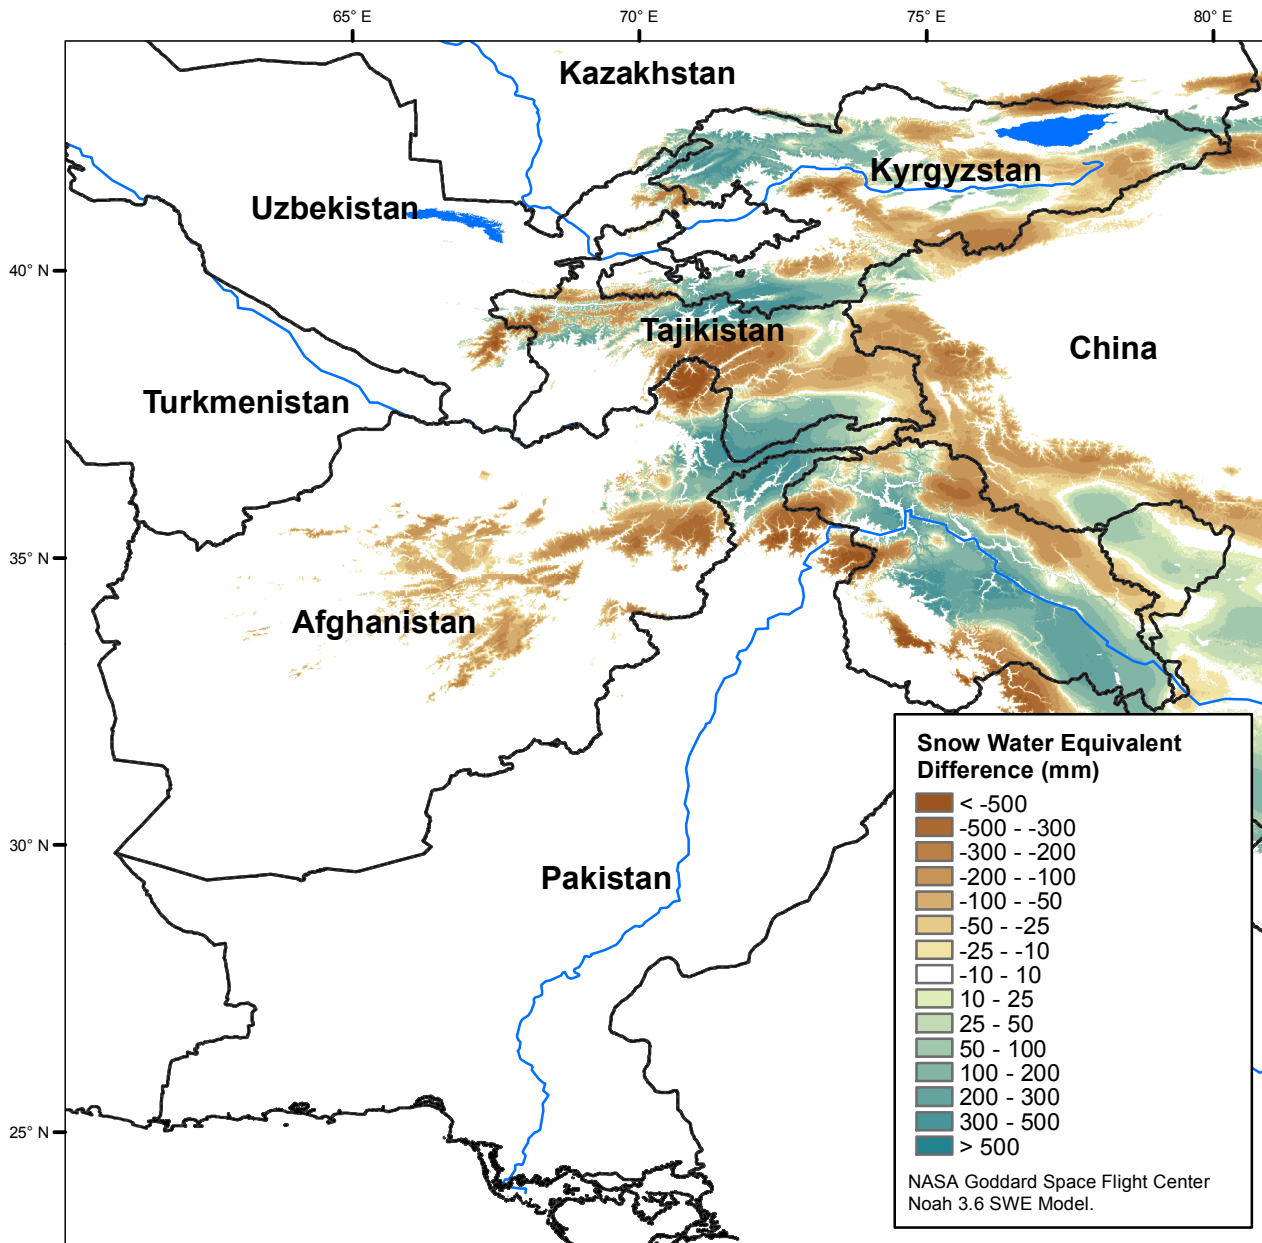 65° E
70° E
75° E
80° E
Kazakhstan
Kyrgyzstan
Uzbekistan
40° N
Tajikistan
China
Turkmenistan
35° N
Afghanistan
30° N
Pakistan
25° N
Snow Water Equivalent
Difference (mm)
< -500
-500 - -300
-300 - -200
-200 - -100
-100 - -50
-50 - -25
-25 - -10
-10 - 10
10 - 25
25 - 50
50 - 100
100 - 200
200 - 300
300 - 500
> 500
NASA Goddard Space Flight Center
Noah 3.6 SWE Model.